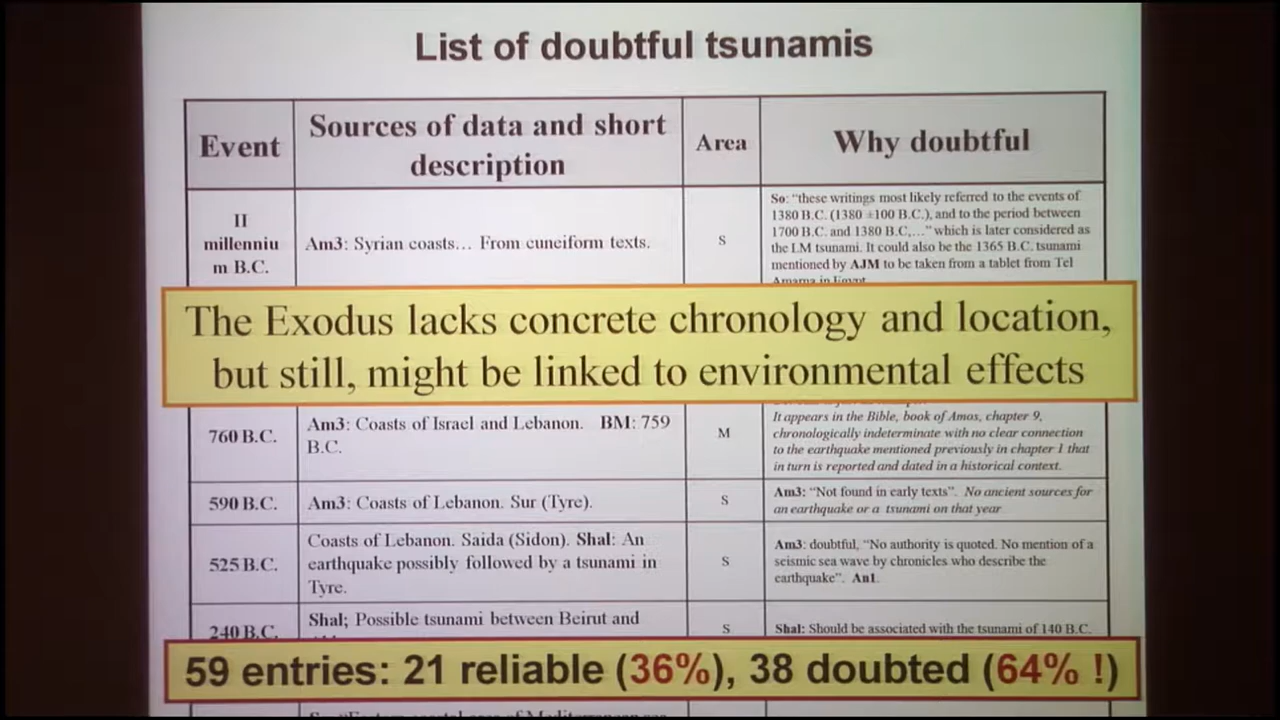 List of doubtful tsunamis
Event
Sources of data and short
description
Area
Why doubtful
II
millenniu
m B.C.
Am3: Syrian coasts… From cuneiform texts.
S
So: “these writings most likely referred to the events of
1380 B.C. (1380 ±100 B.C.), and to the period between
1700 B.C. and 1380 B.C,…” which is later considered as
the LM tsunami. It could also be the 1365 B.C. tsunami
mentioned by AJM to be taken from a tablet from Tel
Amarna in Egypt
The Exodus lacks concrete chronology and location,
but still, might be linked to environmental effects
760 B.C.
Am3: Coasts of Israel and Lebanon. BM: 759
B.C.
M
It appears in the Bible, book of Amos, chapter 9,
chronologically indeterminate with no clear connection
to the earthquake mentioned previously in chapter 1 that
in turn is reported and dated in a historical context.
590 B.C.
Am3: Coasts of Lebanon. Sur (Tyre).
S
Am3: “Not found in early texts”. No ancient sources for
an earthquake or a tsunami on that year
525 B.C.
Coasts of Lebanon. Saida (Sidon). Shal: An
earthquake possibly followed by a tsunami in
Tyre.
S
Am3: doubtful, “No authority is quoted. No mention of a
seismic sea wave by chronicles who describe the
earthquake”. An1.
240 B.C.
Shal; Possible tsunami between Beirut and
S
Shal: Should be associated with the tsunami of 140 B.C.
59 entries: 21 reliable (36%), 38 doubted (64% !)